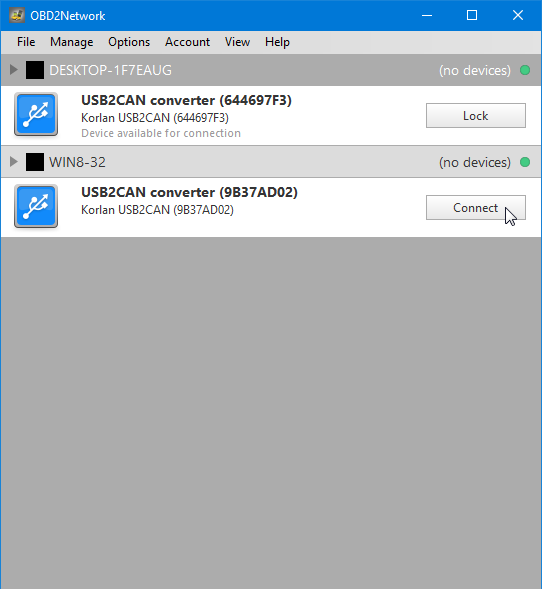 OBD2Network
File Manage Options Account View Help
DESKTOP-1F7EAUG (no devices)
USB2CAN converter (644697F3)
Korlan USB2CAN (644697F3)
Device available for connection
Lock
WIN8-32 (no devices)
USB2CAN converter (9B37AD02)
Korlan USB2CAN (9B37AD02)
Connect